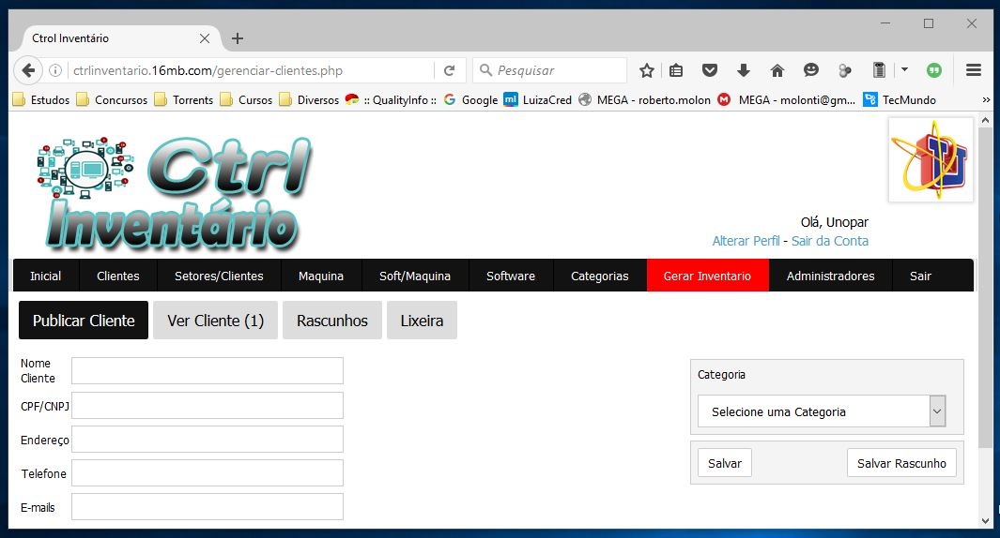 Ctrol Inventário
ctrlinventario.16mb.com/gerenciar-clientes.php
Pesquisar
Estudos Concursos Torrents Cursos Diversos :: QualityInfo :: Google LuizaCred MEGA - roberto.molon MEGA - molonti@gm... TecMundo
Ctrl
Inventário
Olá, Unopar
Alterar Perfil - Sair da Conta
Inicial Clientes Setores/Clientes Maquina Soft/Maquina Software Categorias Gerar Inventario Administradores Sair
Publicar Cliente Ver Cliente (1) Rascunhos Lixeira
Nome
Cliente
CPF/CNPJ
Endereço
Telefone
E-mails
Categoria
Selecione uma Categoria
Salvar Salvar Rascunho